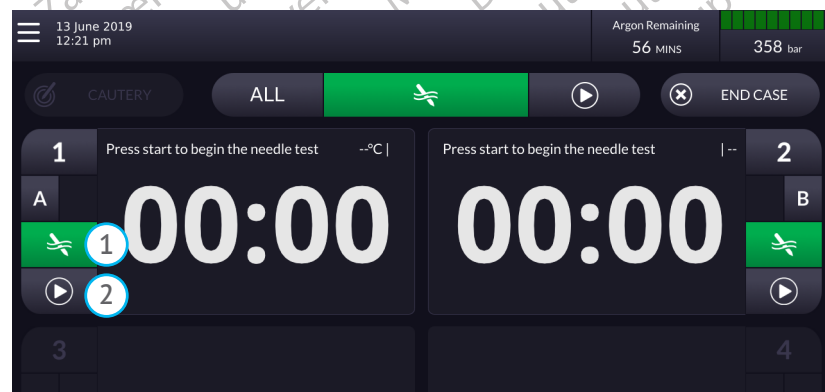 13 June 2019
12:21 pm
Argon Remaining
56 MINS
358 bar
CAUTERY
ALL
END CASE
1
Press start to begin the needle test --°C |
A
00:00
1
2
Press start to begin the needle test | --
2
B
00:00
3
4